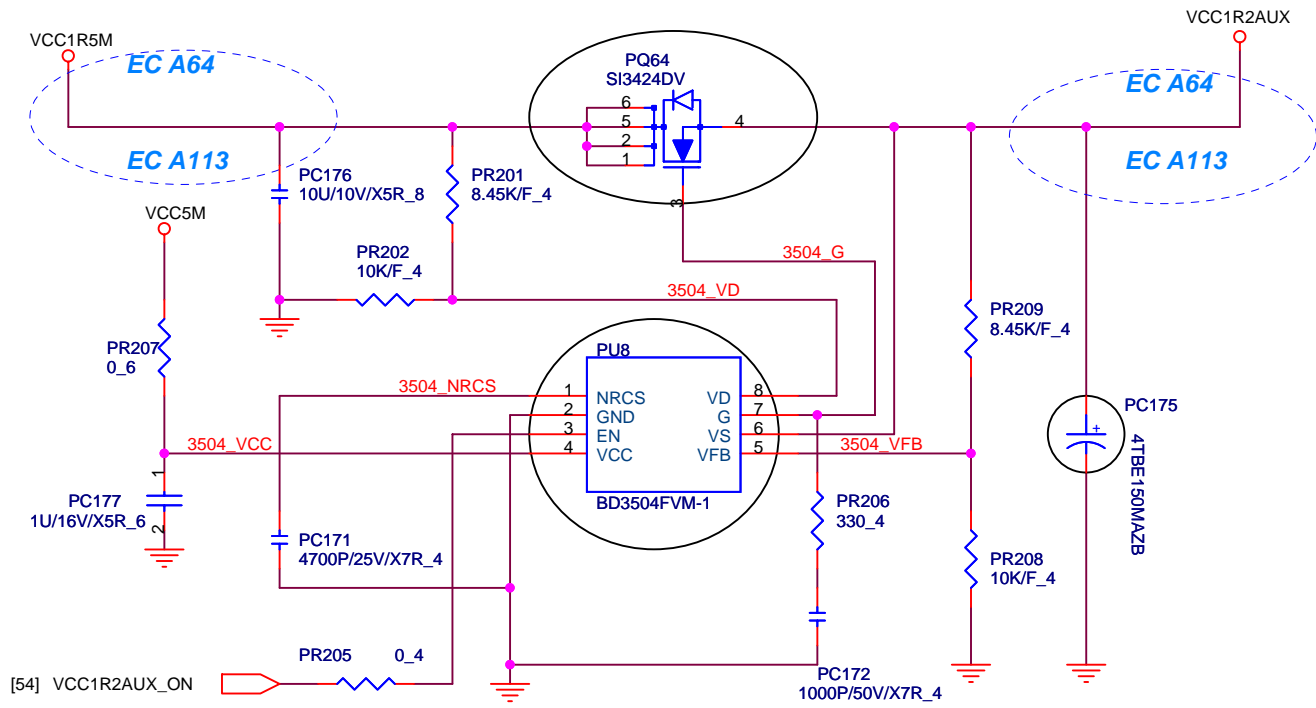 VCC1R5M
EC A64
EC A113
PC176
10U/10V/X5R_8
PR201
8.45K/F_4
PQ64
SI3424DV
6
5
2
1
4
3
VCC1R2AUX
EC A64
EC A113
VCC5M
PR202
10K/F_4
3504_G
3504_VD
PR207
0_6
PR209
8.45K/F_4
PU8
3504_NRCS
1
2
3
4
NRCS
GND
EN
VCC
VD
G
VS
VFB
8
7
6
5
3504_VCC
3504_VFB
BD3504FVM-1
PC175
4TBE150MAZB
1
PC177
1U/16V/X5R_6
2
PC171
4700P/25V/X7R_4
PR206
330_4
PR208
10K/F_4
PR205
0_4
[54] VCC1R2AUX_ON
PC172
1000P/50V/X7R_4